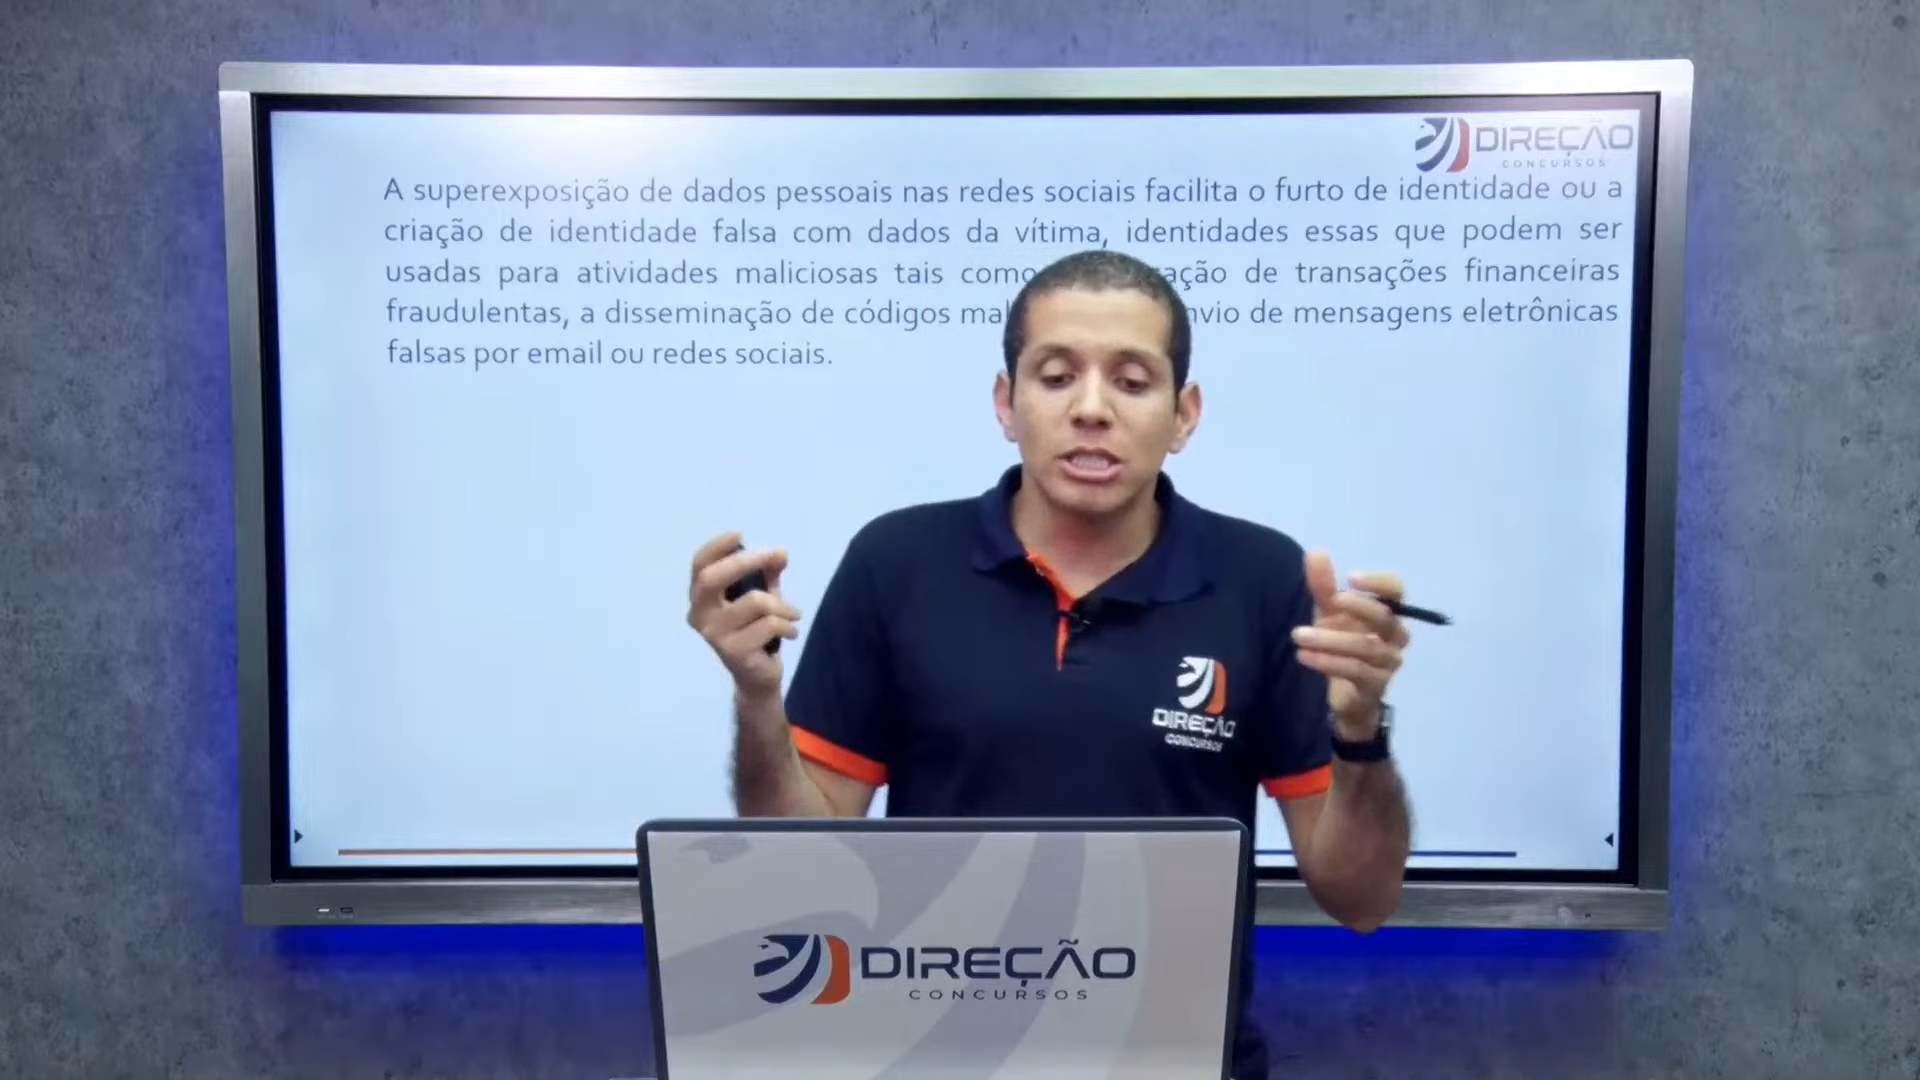 DIREÇÃO
CONCURSOS
A superexposição de dados pessoais nas redes sociais facilita o furto de identidade ou a
criação de identidade falsa com dados da vítima, identidades essas que podem ser
usadas para atividades maliciosas tais como ação de transações financeiras
fraudulentas, a disseminação de códigos mal nvio de mensagens eletrônicas
falsas por email ou redes sociais.
DIREÇÃO
CONCURSOS
DIREÇÃO
CONCURSOS